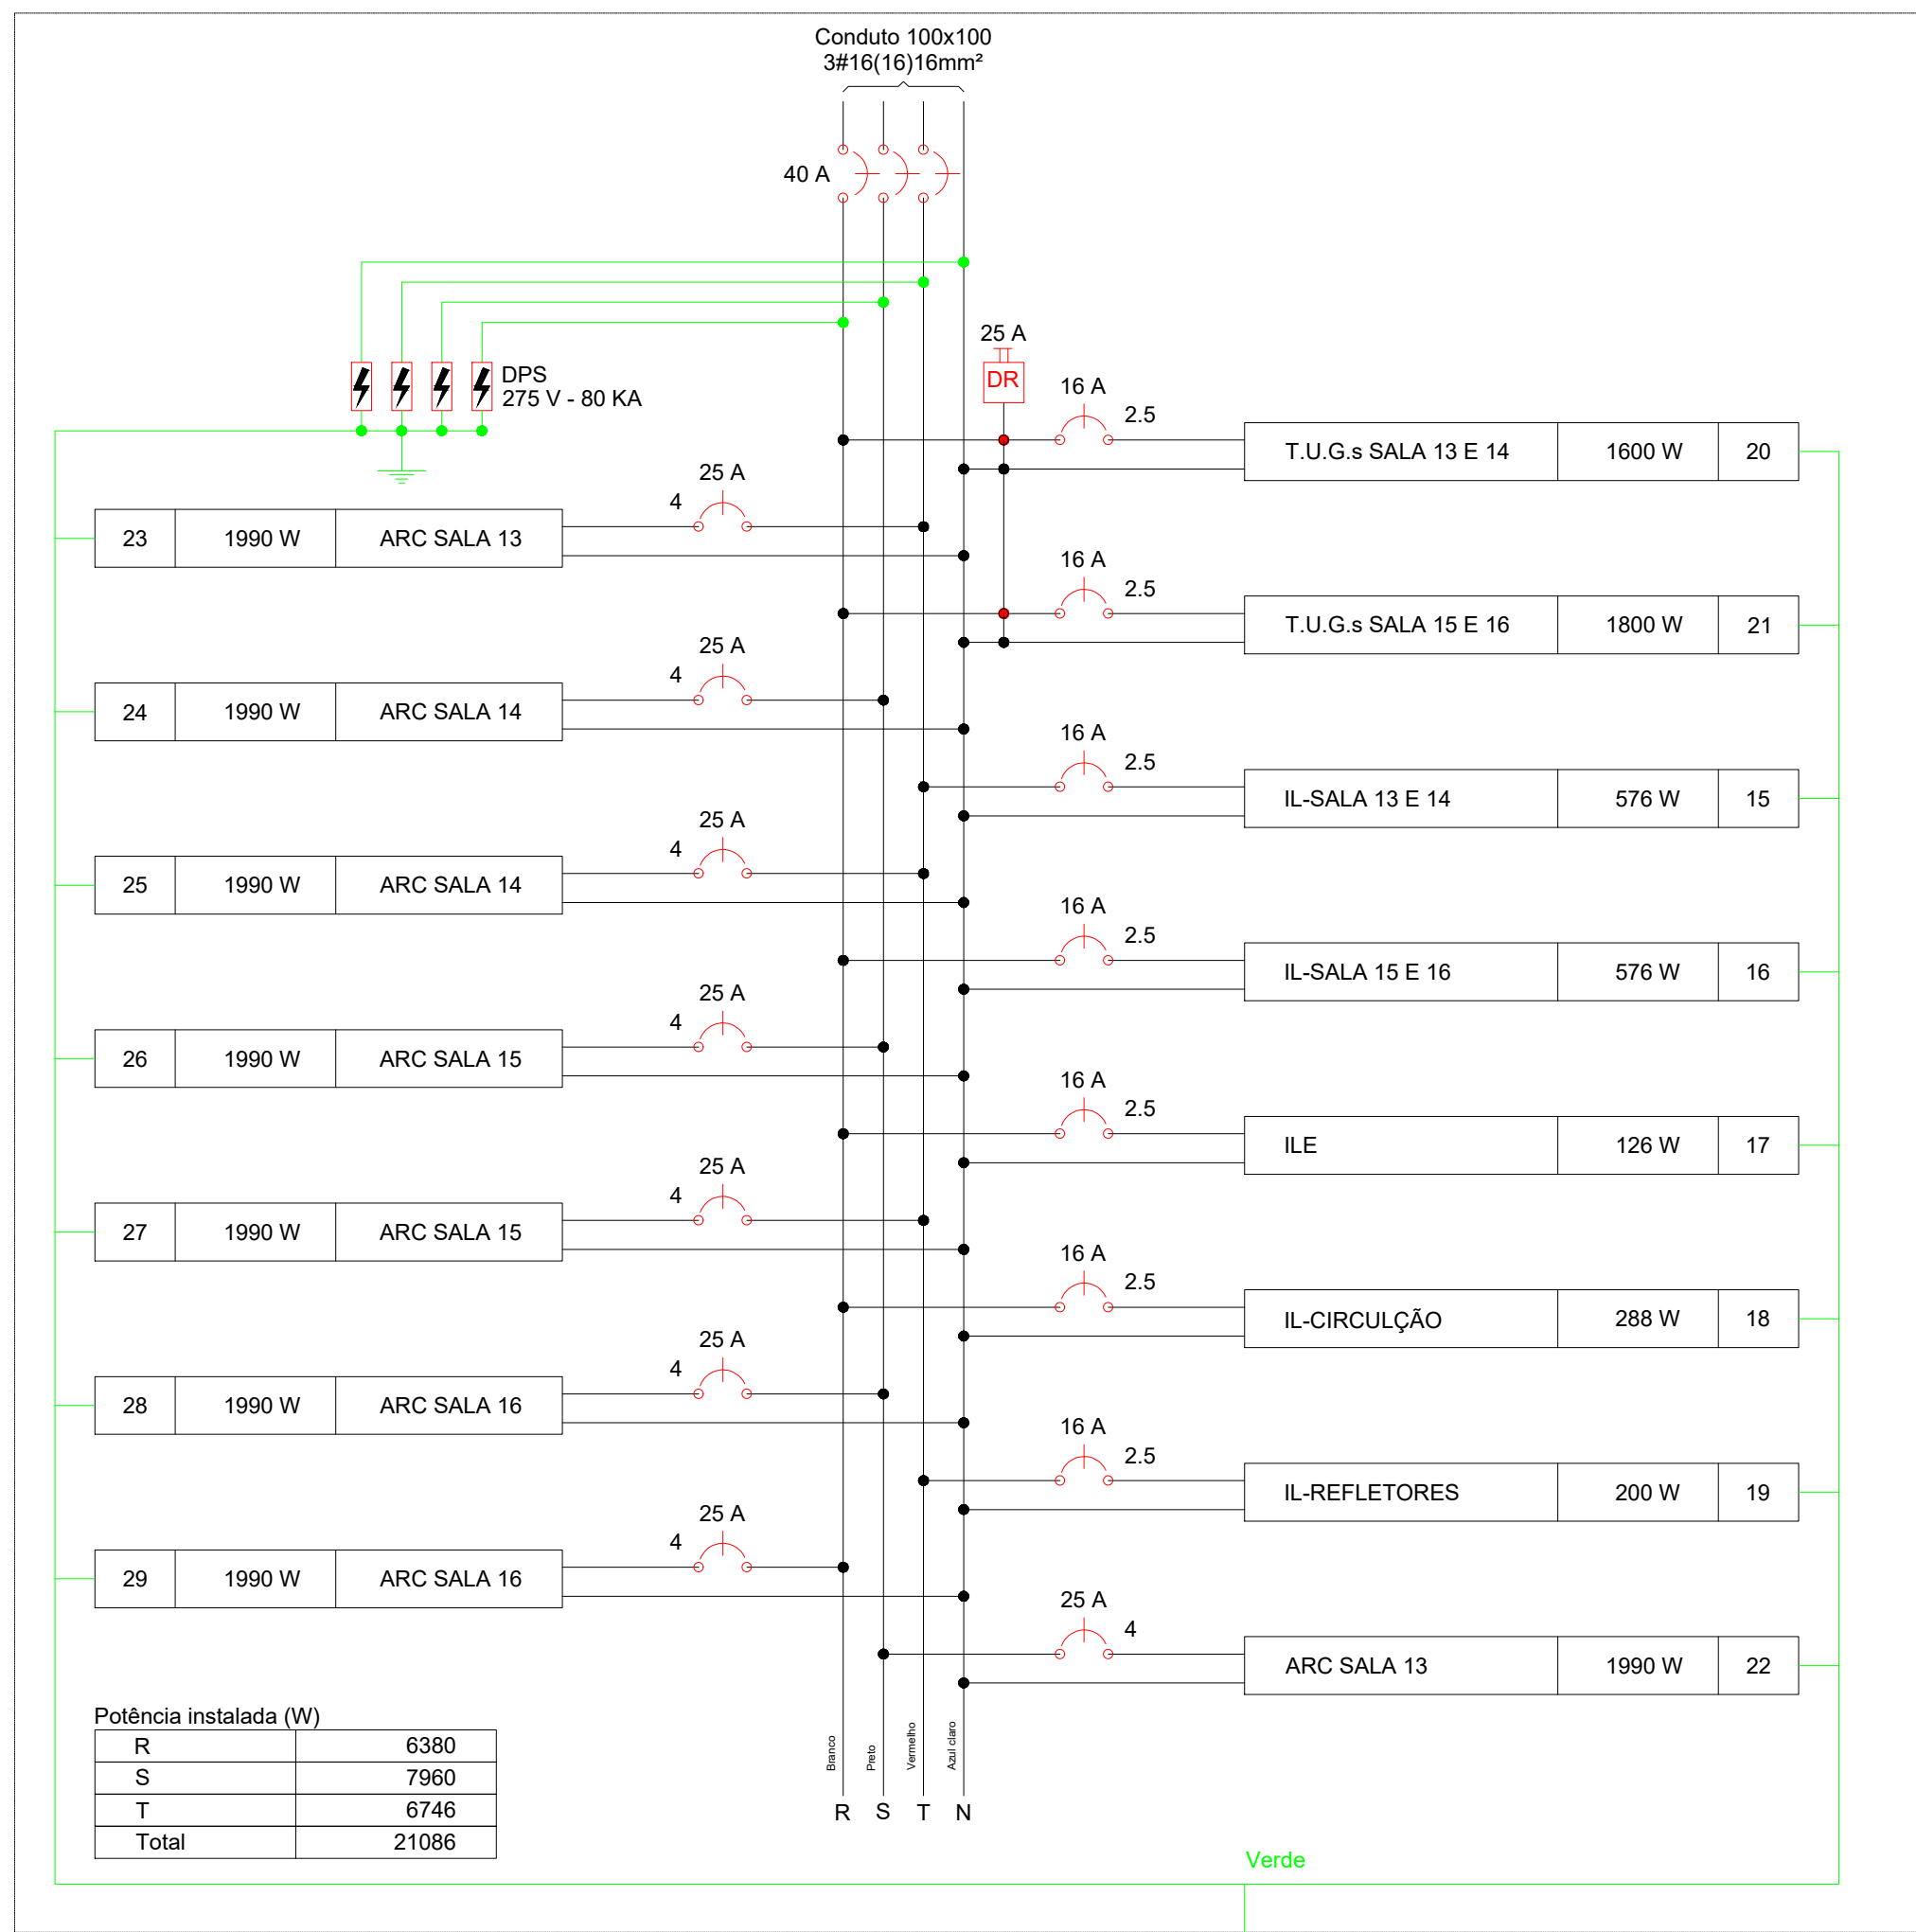 Conduto 100x100
3#16(16)16mm²
40 A
DPS
275 V - 80 KA
25 A
DR
16 A
2.5
T.U.G.s SALA 13 E 14 1600 W 20
25 A
4
23 1990 W ARC SALA 13
16 A
2.5
T.U.G.s SALA 15 E 16 1800 W 21
25 A
4
24 1990 W ARC SALA 14
16 A
2.5
IL-SALA 13 E 14 576 W 15
25 A
4
25 1990 W ARC SALA 14
16 A
2.5
IL-SALA 15 E 16 576 W 16
25 A
4
26 1990 W ARC SALA 15
16 A
2.5
ILE 126 W 17
25 A
4
27 1990 W ARC SALA 15
16 A
2.5
IL-CIRCULÇÃO 288 W 18
25 A
4
28 1990 W ARC SALA 16
16 A
2.5
IL-REFLETORES 200 W 19
25 A
4
29 1990 W ARC SALA 16
25 A
4
ARC SALA 13 1990 W 22
Potência instalada (W)
R 6380
S 7960
T 6746
Total 21086
Branco
Preto
Vermelho
Azul claro
R S T N
Verde